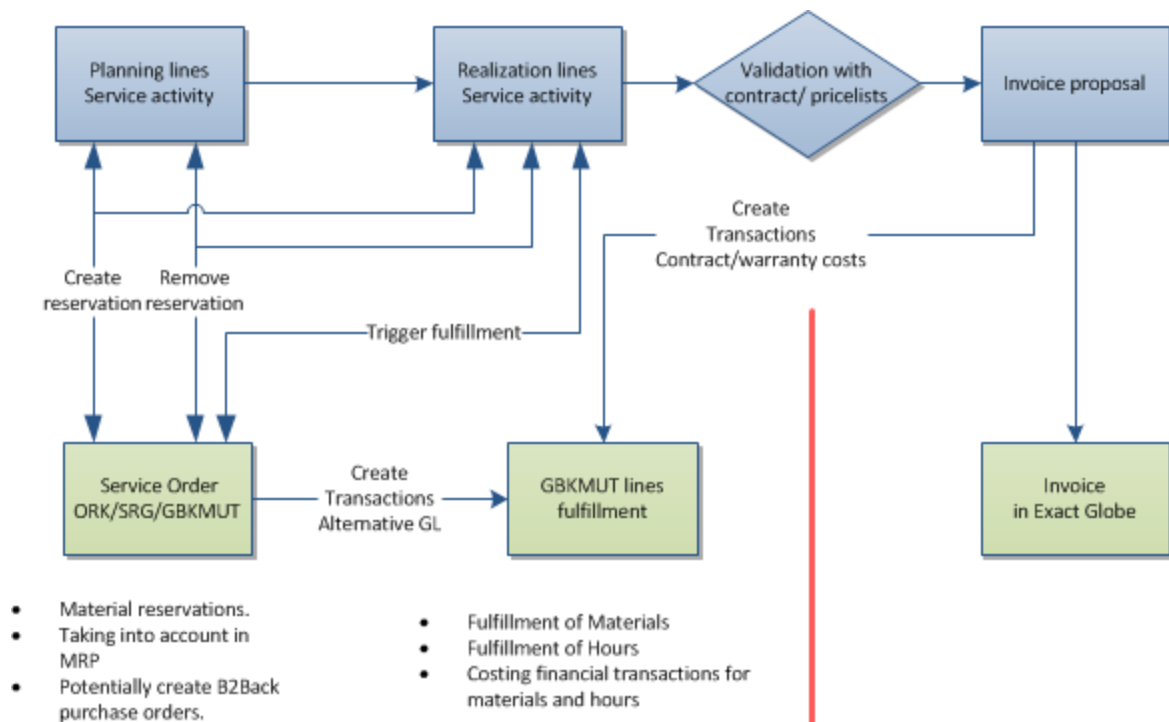 Planning lines
Service activity
Realization lines
Service activity
Validation with
contract/ pricelists
Invoice proposal
Create
Transactions
Contract/warranty costs
Create
reservation
Remove
reservation
Trigger fulfillment
Service Order
ORK/SRG/GBKMUT
Create
Transactions
Alternative GL
GBKMUT lines
fulfillment
Invoice
in Exact Globe
• Material reservations.
• Taking into account in
MRP
• Potentially create B2Back
purchase orders.
• Fulfillment of Materials
• Fulfillment of Hours
• Costing financial transactions for
materials and hours